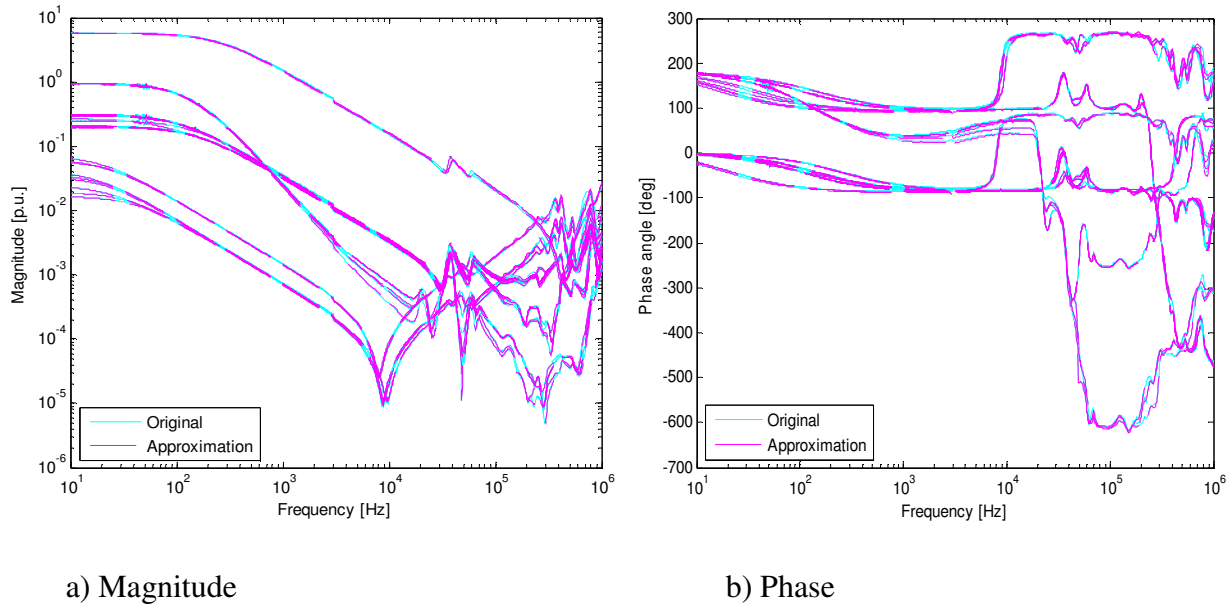 10^1
10^0
10^-1
10^-2
10^-3
10^-4
10^-5
10^-6
Magnitude [p.u.]
Original
Approximation
10^1 10^2 10^3 10^4 10^5 10^6
Frequency [Hz]
300
200
100
0
-100
-200
-300
-400
-500
-600
-700
Phase angle [deg]
Original
Approximation
10^1 10^2 10^3 10^4 10^5 10^6
Frequency [Hz]
a) Magnitude b) Phase